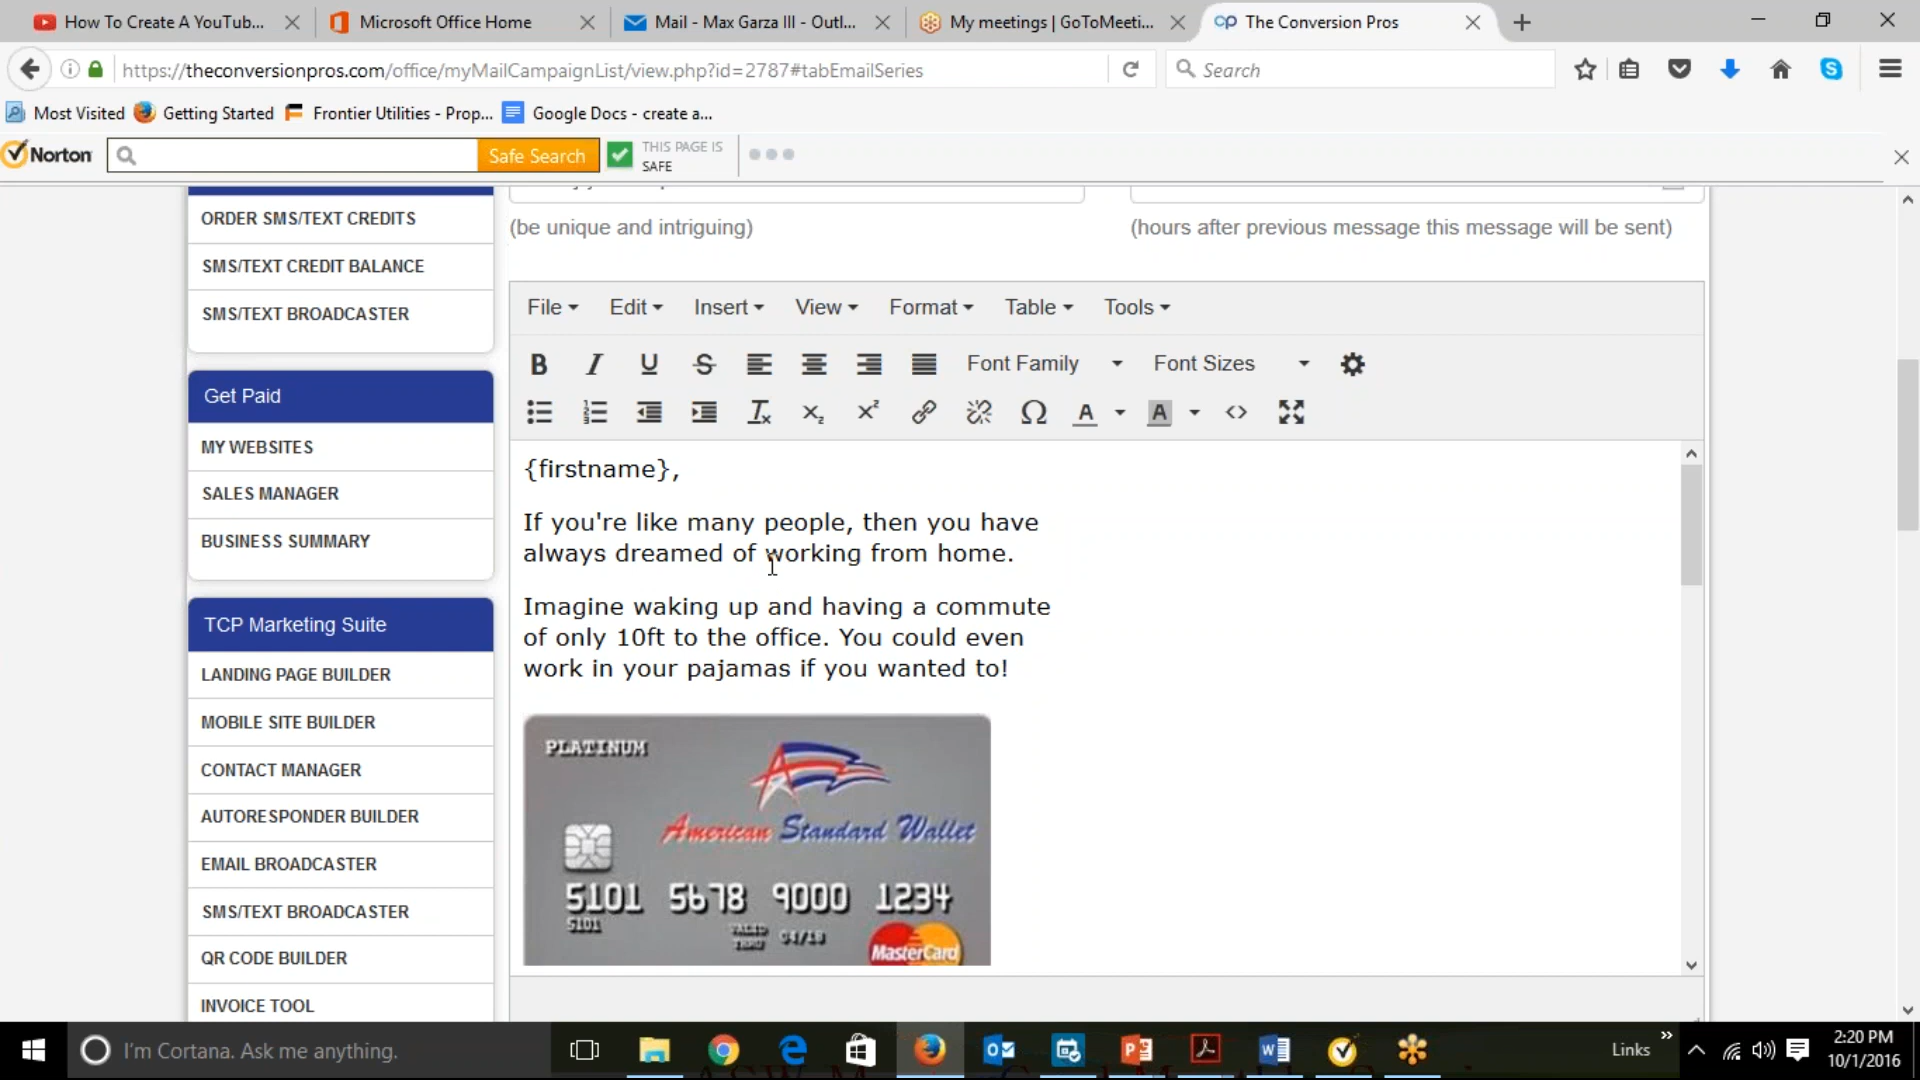 How To Create A YouTub...
Microsoft Office Home
Mail - Max Garza III - Outl...
My meetings | GoToMeeti...
The Conversion Pros
https://theconversionpros.com/office/myMailCampaignList/view.php?id=2787#tabEmailSeries
Search
Most Visited
Getting Started
Frontier Utilities - Prop...
Google Docs - create a...
Norton
Safe Search
THIS PAGE IS
SAFE
ORDER SMS/TEXT CREDITS
SMS/TEXT CREDIT BALANCE
SMS/TEXT BROADCASTER
Get Paid
MY WEBSITES
SALES MANAGER
BUSINESS SUMMARY
TCP Marketing Suite
LANDING PAGE BUILDER
MOBILE SITE BUILDER
CONTACT MANAGER
AUTORESPONDER BUILDER
EMAIL BROADCASTER
SMS/TEXT BROADCASTER
QR CODE BUILDER
INVOICE TOOL
(be unique and intriguing)
(hours after previous message this message will be sent)
File Edit Insert View Format Table Tools
Font Family Font Sizes
{firstname},
If you're like many people, then you have
always dreamed of working from home.
Imagine waking up and having a commute
of only 10ft to the office. You could even
work in your pajamas if you wanted to!
PLATINUM
American Standard Wallet
5101 5678 9000 1234
5101
VALID
THRU 04/18
MasterCard
I'm Cortana. Ask me anything.
Links
2:20 PM
10/1/2016